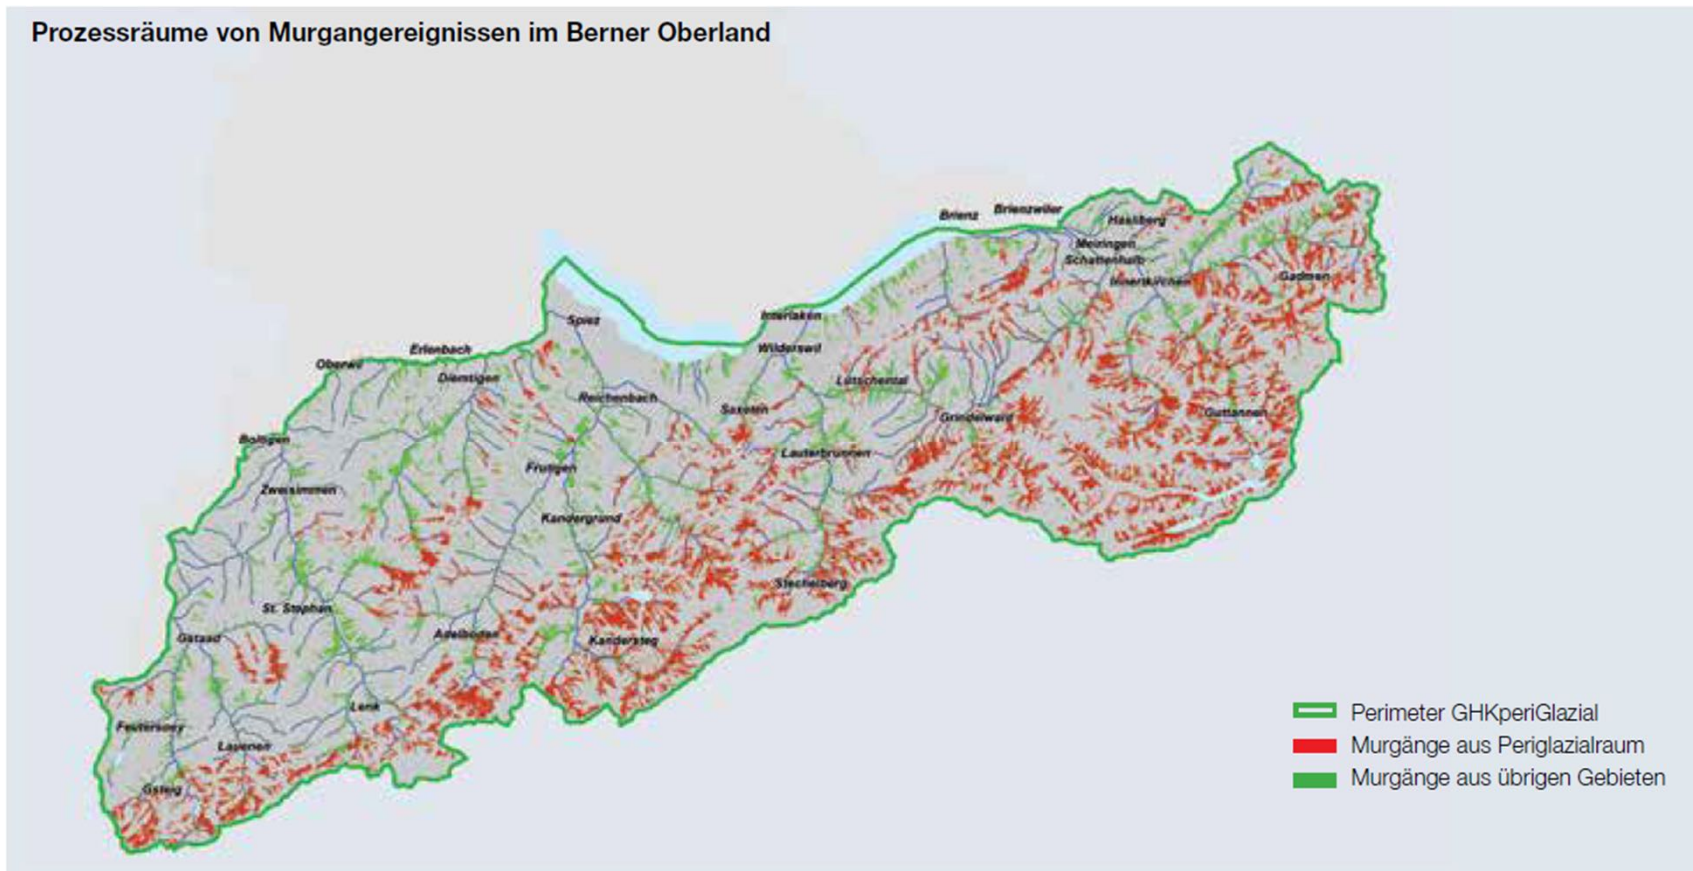 Prozessräume von Murgangereignissen im Berner Oberland
Brienz
Brienzwiler
Hasliberg
Meiringen
Schattenhalb
Innertkirchen
Gadmen
Spiez
Interlaken
Wilderswil
Erlenbach
Oberwil
Diemtigen
Lütschental
Reichenbach
Saxeten
Grindelwald
Guttannen
Boltigen
Lauterbrunnen
Frutigen
Zweisimmen
Kandergrund
Stechelberg
St. Stephan
Gstaad
Adelboden
Kandersteg
Lenk
Feutersoey
Lauenen
Gsteig
Perimeter GHKperiGlazial
Murgänge aus Periglazialraum
Murgänge aus übrigen Gebieten